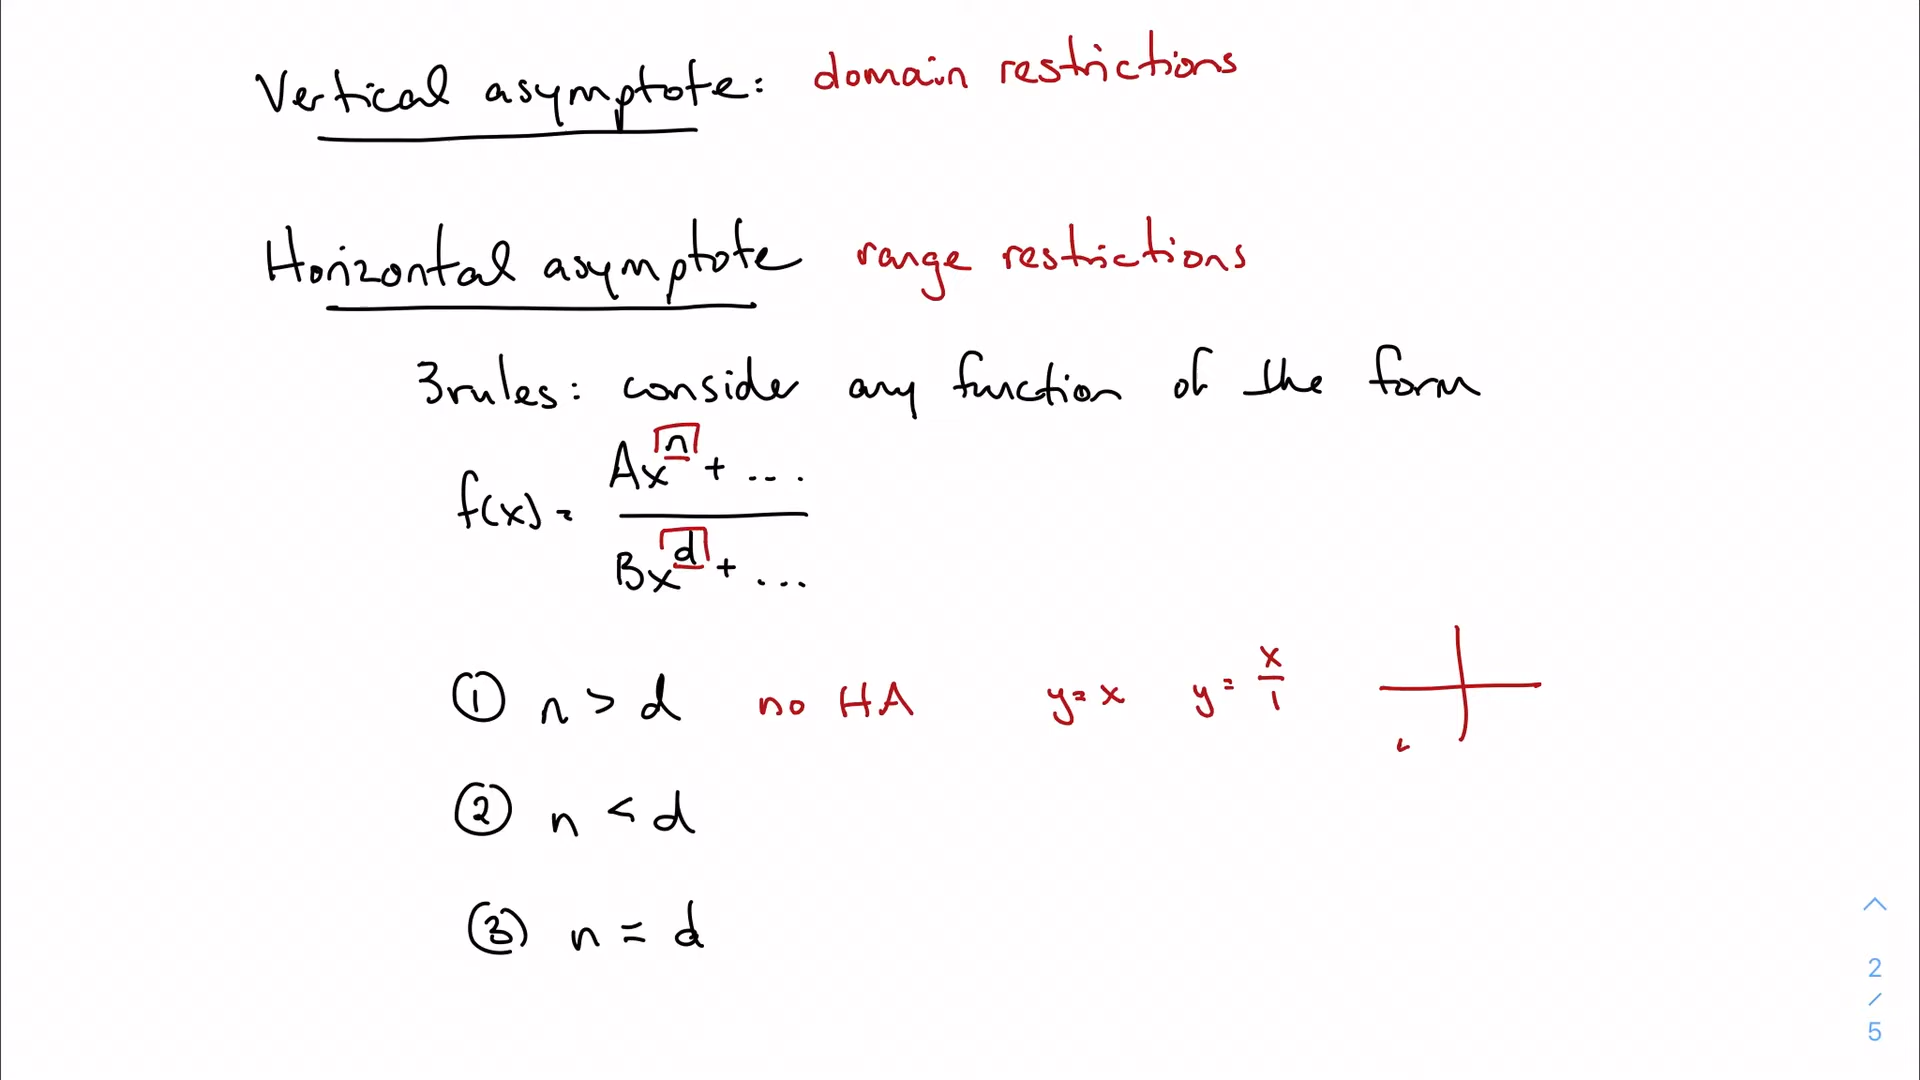 Vertical asymptote: domain restrictions
Horizontal asymptote range restrictions
3 rules: consider any function of the form
f(x) = Ax^n + ... / Bx^d + ...
① n > d no HA y = x y = x/1
② n < d
③ n = d
2 / 5